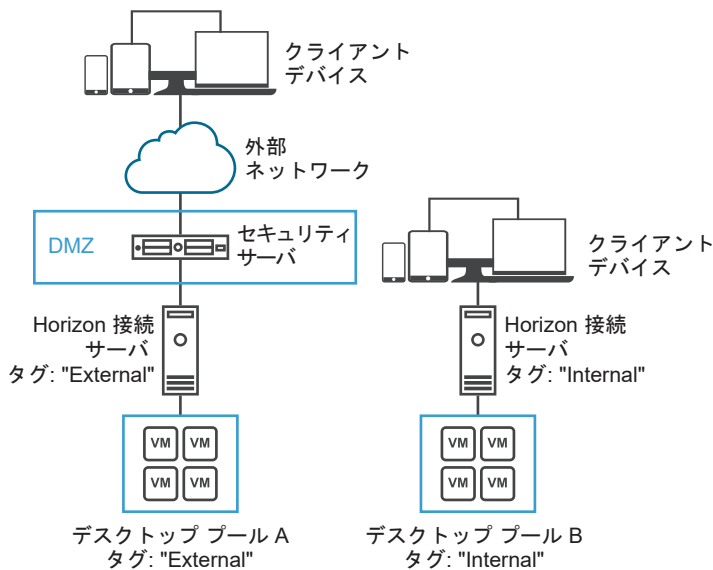 クライアント
デバイス
外部
ネットワーク
DMZ
セキュリティ
サーバ
クライアント
デバイス
Horizon 接続
サーバ
タグ: "External"
Horizon 接続
サーバ
タグ: "Internal"
VM VM
VM VM
VM VM
VM VM
デスクトップ プール A
タグ: "External"
デスクトップ プール B
タグ: "Internal"